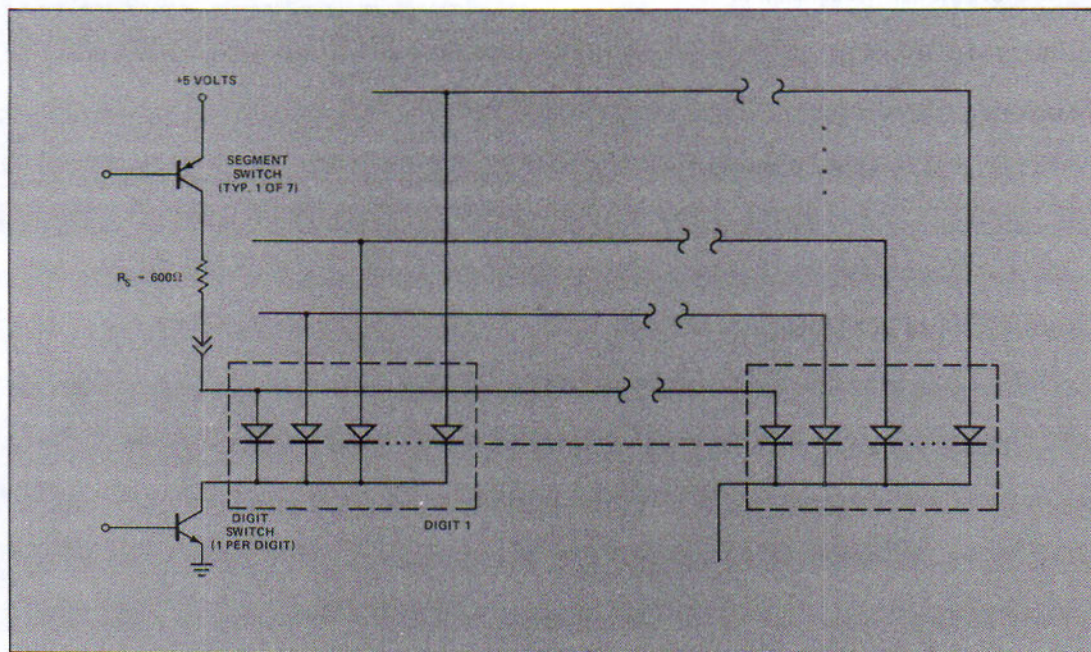 +5 VOLTS
SEGMENT
SWITCH
(TYP. 1 OF 7)
R_S = 600Ω
DIGIT
SWITCH
(1 PER DIGIT)
DIGIT 1